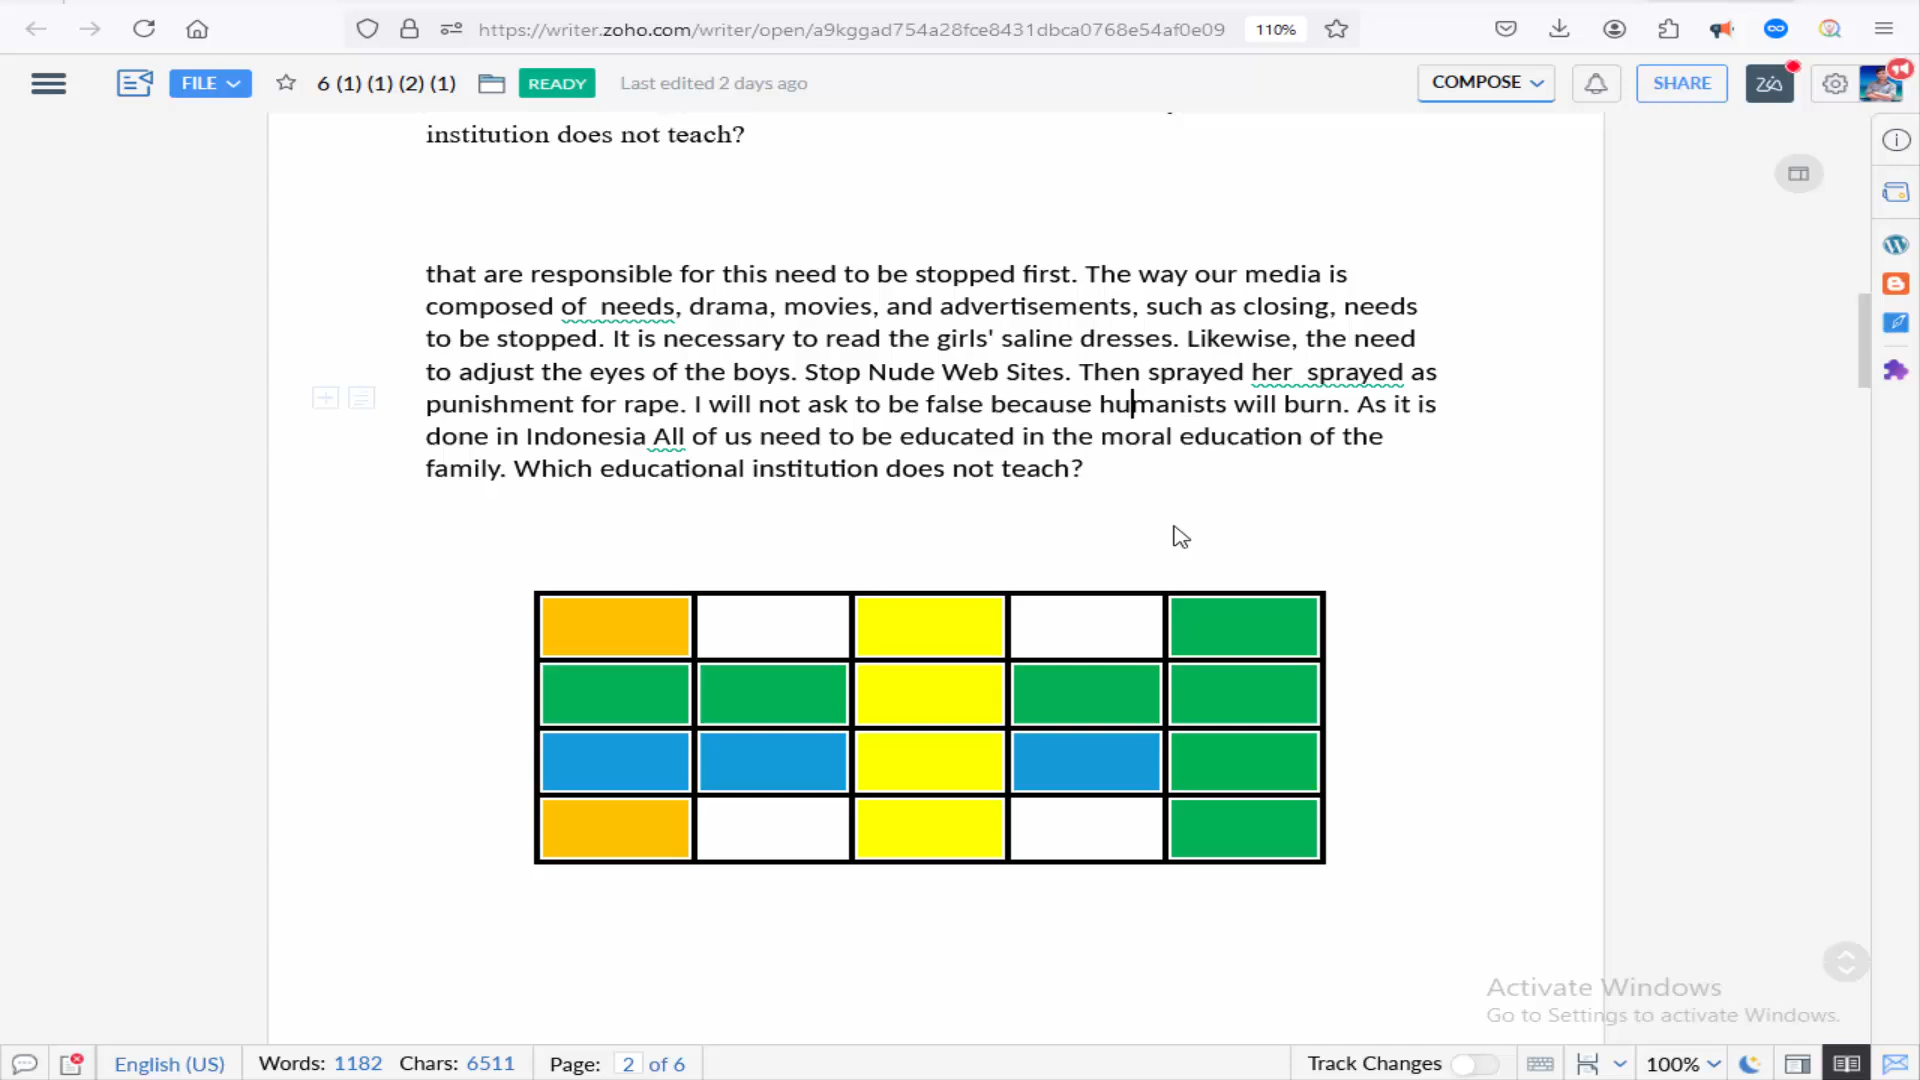 https://writer.zoho.com/writer/open/a9kggad754a28fce8431dbca0768e54af0e09
110%
FILE
6 (1) (1) (2) (1)
READY
Last edited 2 days ago
COMPOSE
SHARE
institution does not teach?
that are responsible for this need to be stopped first. The way our media is
composed of  needs, drama, movies, and advertisements, such as closing, needs
to be stopped. It is necessary to read the girls' saline dresses. Likewise, the need
to adjust the eyes of the boys. Stop Nude Web Sites. Then sprayed her  sprayed as
punishment for rape. I will not ask to be false because humanists will burn. As it is
done in Indonesia All of us need to be educated in the moral education of the
family. Which educational institution does not teach?
Activate Windows
Go to Settings to activate Windows.
English (US)
Words: 1182 Chars: 6511
Page: 2 of 6
Track Changes
100%